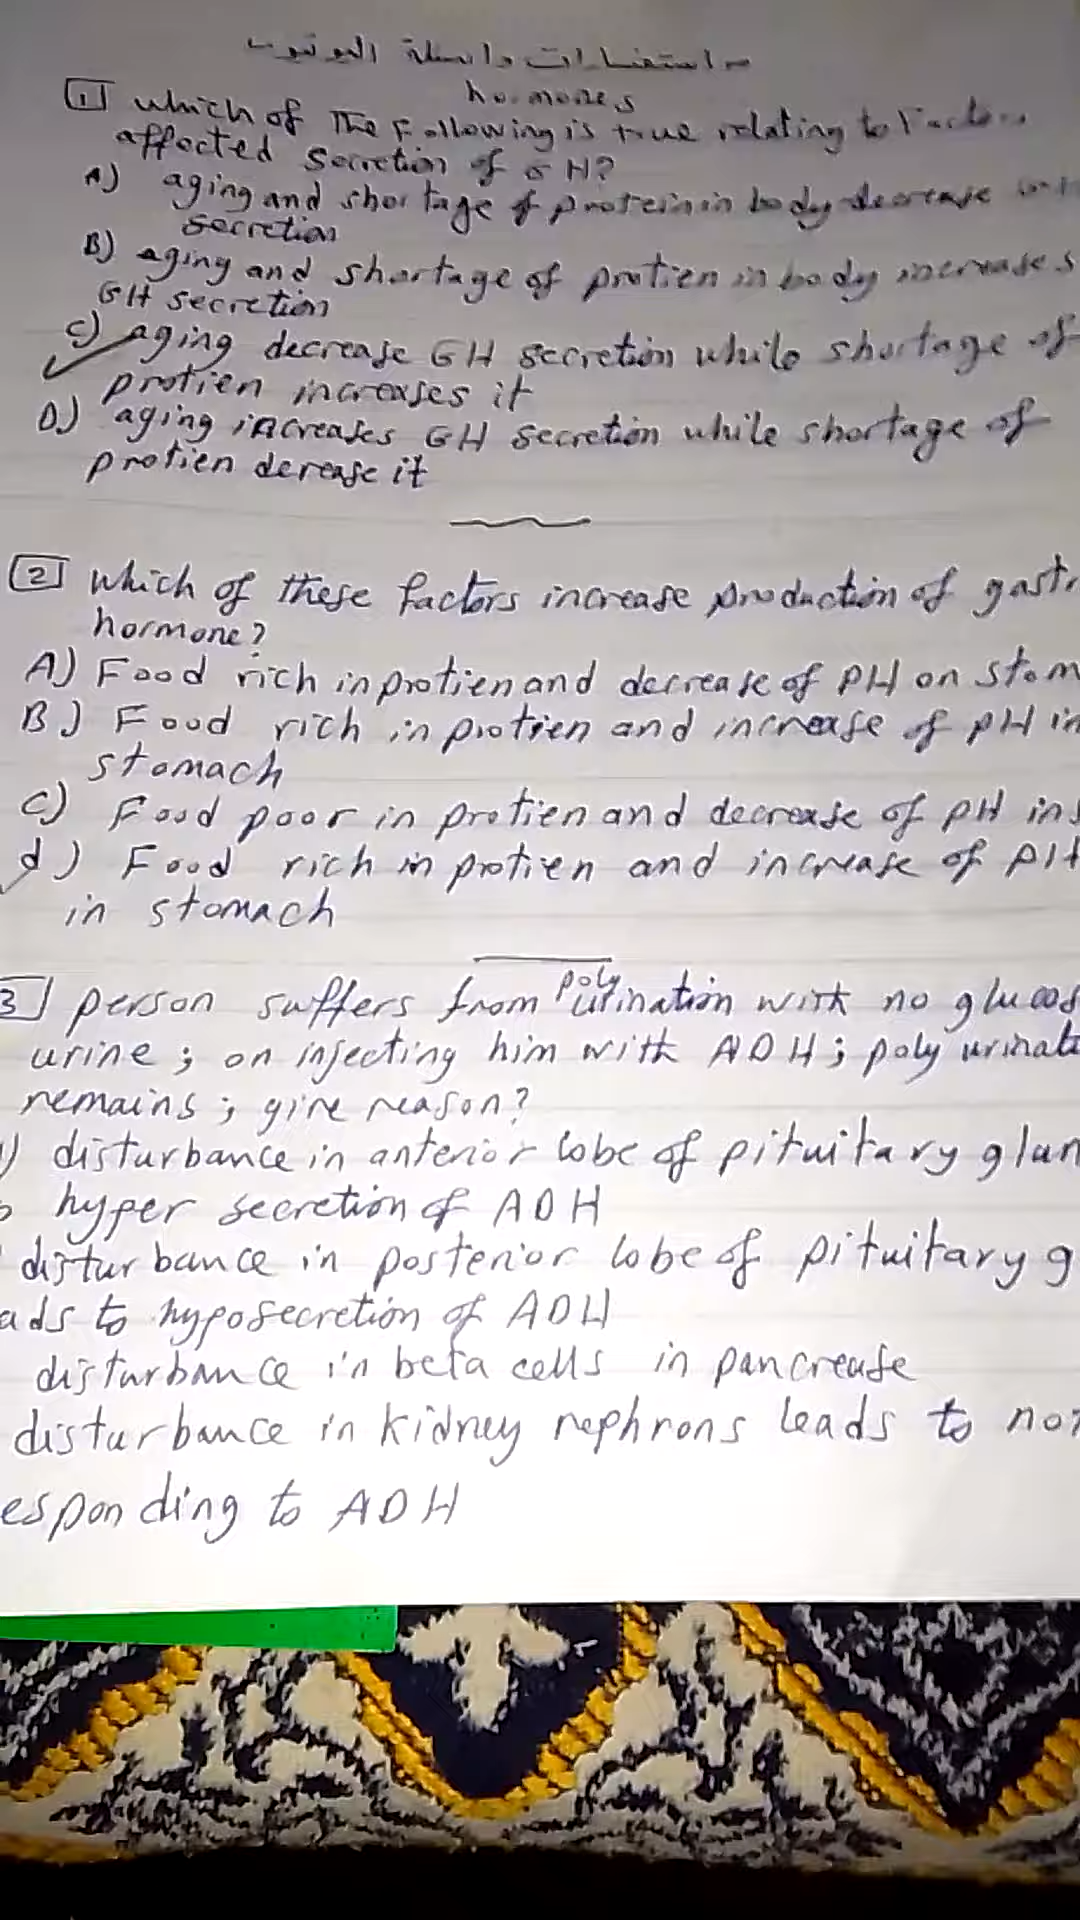 hormones
1 which of The Following is true relating to
affected Secretion of GH?
A) aging and shortage of protein in body decrease
secretion
B) aging and shortage of protien in body increases
GH secretion
C) aging decrease GH secretion while shortage of
protien increases it
D) aging increases GH secretion while shortage of
protien derease it
2 which of these factors increase production of
hormone?
A) Food rich in protien and decrease of PH on
B) Food rich in protien and increase of pH in
stomach
C) Food poor in protien and decrease of pH in
d) Food rich in protien and increase of PH
in stomach
3 person suffers from poly urination with no
urine ; on injecting him with ADH ; poly
remains ; give reason?
) disturbance in anterior lobe of pituitary
hyper secretion of ADH
disturbance in posterior lobe of pituitary g
ads to hyposecretion of ADH
disturbance in beta cells in pancrease
disturbance in kidney nephrons leads to
esponding to ADH